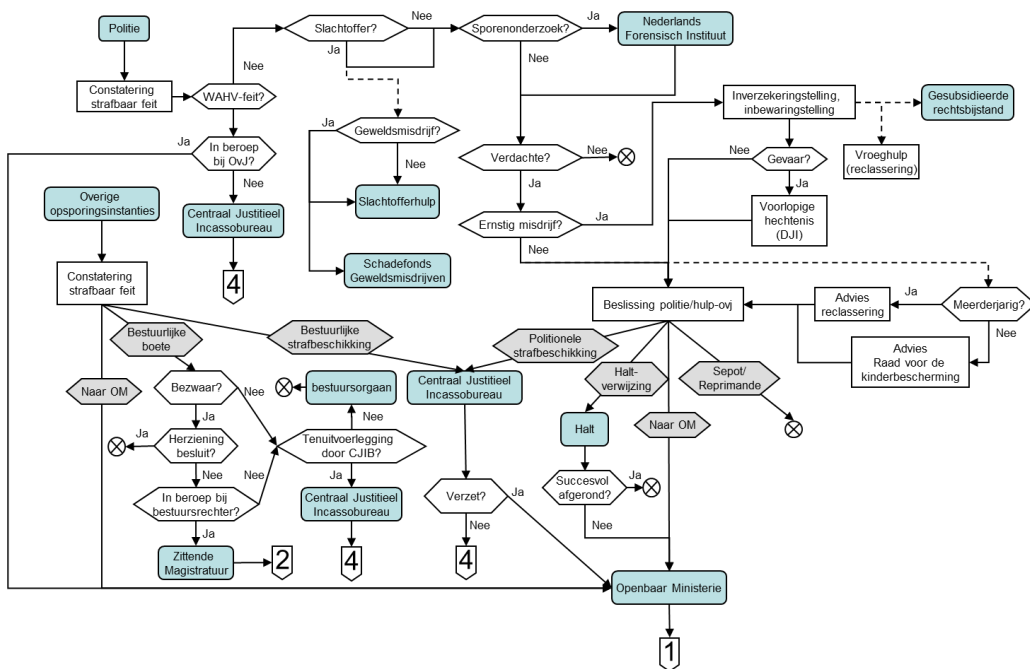 Politie
Slachtoffer?
Nee
Sporenonderzoek?
Ja
Nederlands
Forensisch Instituut
Nee
Ja
Nee
Constatering
strafbaar feit
WAHV-feit?
Inverzekeringstelling,
inbewaringstelling
Gesubsidieerde
rechtsbijstand
Ja
In beroep
bij OvJ?
Ja
Geweldsmisdrijf?
Verdachte?
Nee
Nee
Gevaar?
Vroeghulp
(reclassering)
Nee
Nee
Ja
Ja
Overige
opsporingsinstanties
Centraal Justitieel
Incassobureau
Slachtofferhulp
Ernstig misdrijf?
Ja
Voorlopige
hechtenis
(DJI)
Nee
4
Constatering
strafbaar feit
Schadefonds
Geweldsmisdrijven
Beslissing politie/hulp-ovj
Advies
reclassering
Ja
Meerderjarig?
Nee
Bestuurlijke
boete
Bestuurlijke
strafbeschikking
Politionele
strafbeschikking
Advies
Raad voor de
kinderbescherming
Naar OM
Bezwaar?
Nee
bestuursorgaan
Centraal Justitieel
Incassobureau
Halt-
verwijzing
Sepot/
Reprimande
Ja
Nee
Ja
Herziening
besluit?
Tenuitvoerlegging
door CJIB?
Halt
Naar OM
Nee
Nee
Ja
In beroep bij
bestuursrechter?
Centraal Justitieel
Incassobureau
Verzet?
Ja
Succesvol
afgerond?
Ja
Ja
Nee
Nee
Zittende
Magistratuur
2
4
4
Openbaar Ministerie
1